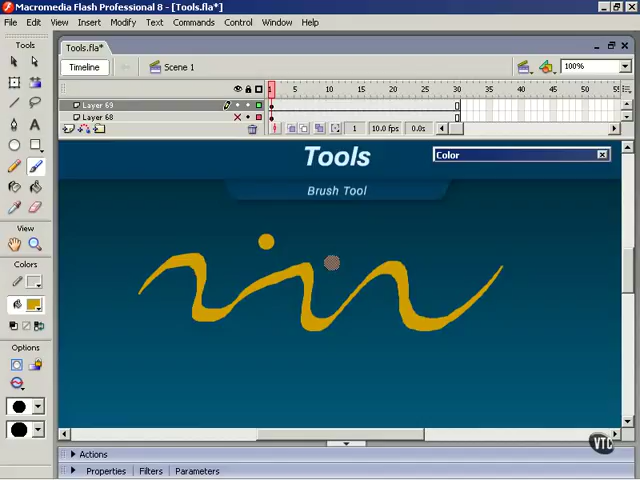 Macromedia Flash Professional 8 - [Tools.fla*]
File Edit View Insert Modify Text Commands Control Window Help
Tools
Tools.fla*
Timeline
Scene 1
100%
1 5 10 15 20 25 30 35 40 45 50 55
Layer 69
Layer 68
1 10.0 fps 0.0s
A
Tools
Color
Brush Tool
View
Colors
Options
VTC
Actions
Properties Filters Parameters